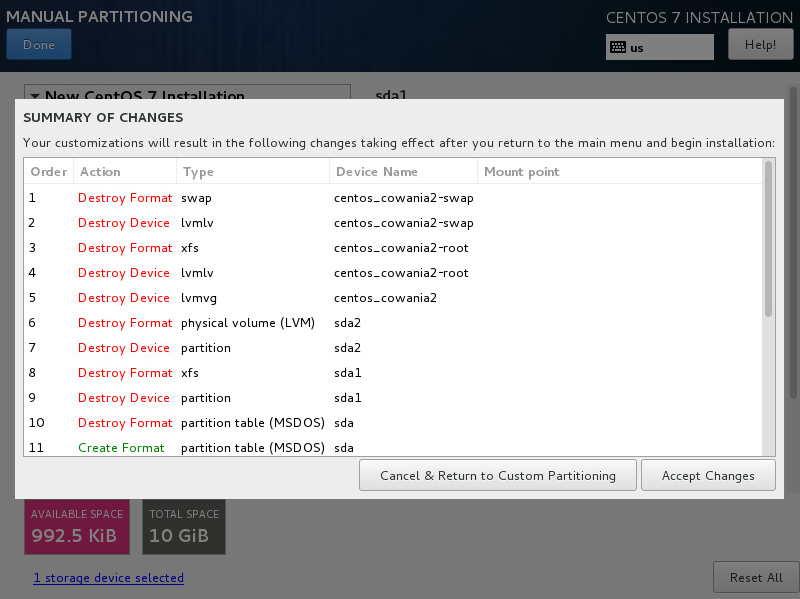 MANUAL PARTITIONING
CENTOS 7 INSTALLATION
Done
us
Help!
New CentOS 7 Installation
sda1
SUMMARY OF CHANGES
Your customizations will result in the following changes taking effect after you return to the main menu and begin installation:
Order Action Type Device Name Mount point
1 Destroy Format swap centos_cowania2-swap
2 Destroy Device lvmlv centos_cowania2-swap
3 Destroy Format xfs centos_cowania2-root
4 Destroy Device lvmlv centos_cowania2-root
5 Destroy Device lvmvg centos_cowania2
6 Destroy Format physical volume (LVM) sda2
7 Destroy Device partition sda2
8 Destroy Format xfs sda1
9 Destroy Device partition sda1
10 Destroy Format partition table (MSDOS) sda
11 Create Format partition table (MSDOS) sda
Cancel & Return to Custom Partitioning
Accept Changes
AVAILABLE SPACE
992.5 KiB
TOTAL SPACE
10 GiB
1 storage device selected
Reset All